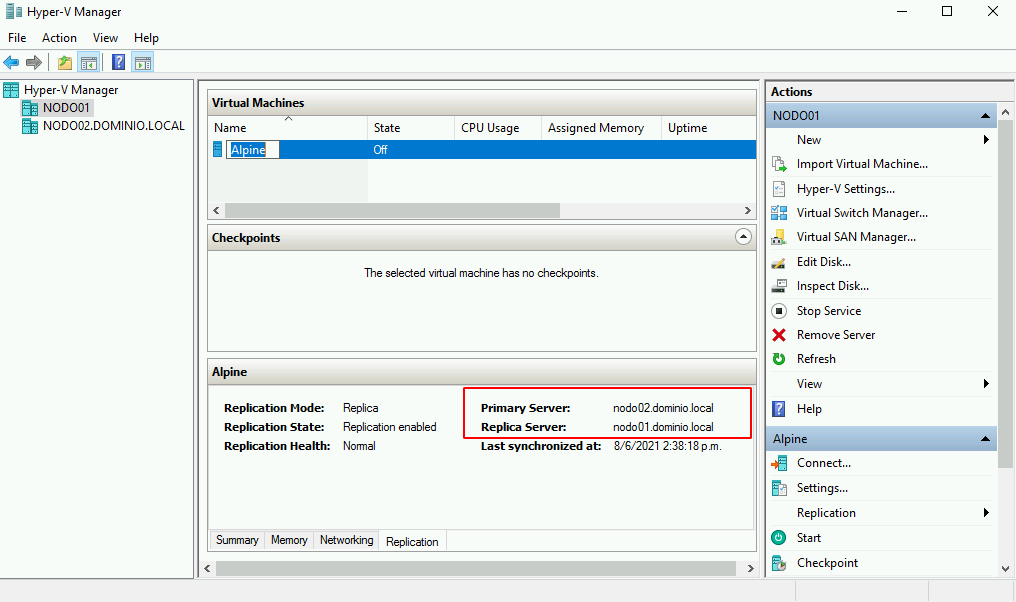 Hyper-V Manager
File Action View Help
Hyper-V Manager
NODO01
NODO02.DOMINIO.LOCAL
Virtual Machines
Name State CPU Usage Assigned Memory Uptime
Alpine Off
Checkpoints
The selected virtual machine has no checkpoints.
Alpine
Replication Mode: Replica Primary Server: nodo02.dominio.local
Replication State: Replication enabled Replica Server: nodo01.dominio.local
Replication Health: Normal Last synchronized at: 8/6/2021 2:38:18 p.m.
Summary Memory Networking Replication
Actions
NODO01
New
Import Virtual Machine...
Hyper-V Settings...
Virtual Switch Manager...
Virtual SAN Manager...
Edit Disk...
Inspect Disk...
Stop Service
Remove Server
Refresh
View
Help
Alpine
Connect...
Settings...
Replication
Start
Checkpoint